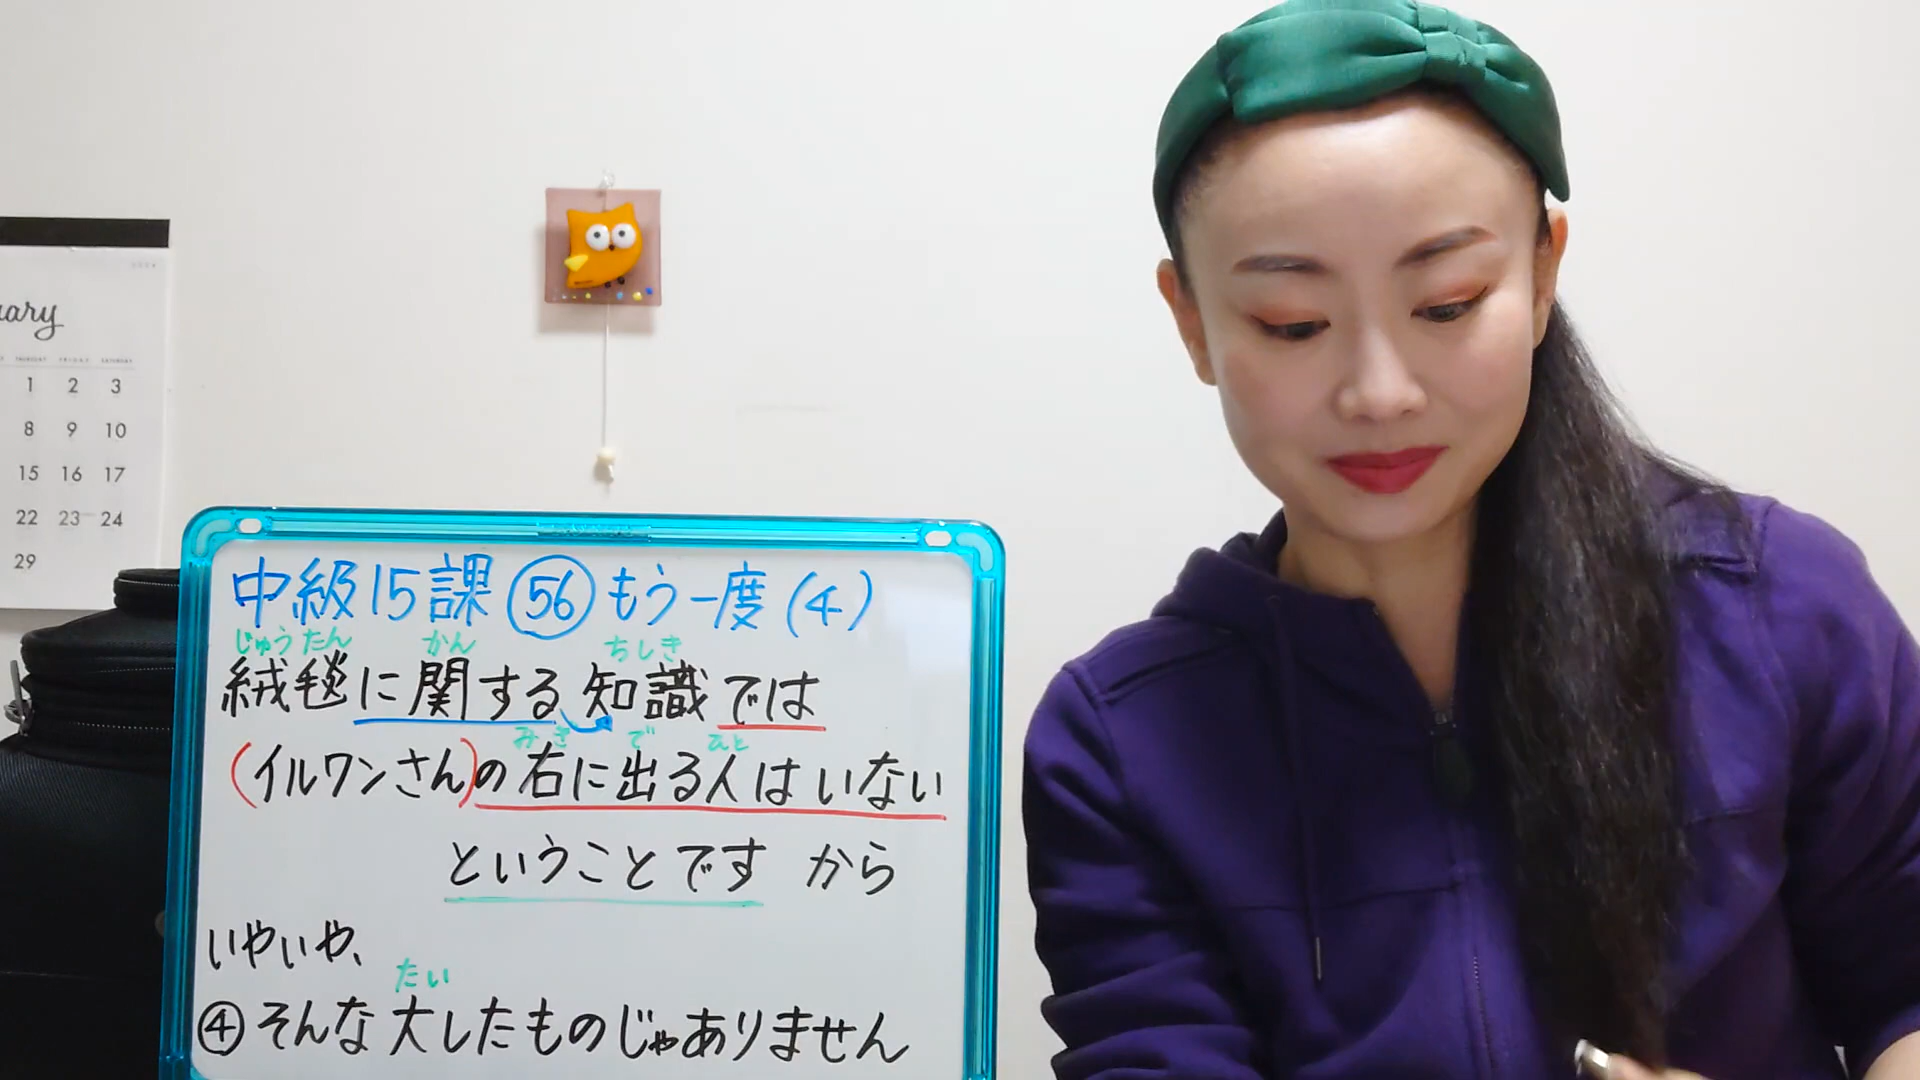 uary
THURSDAY FRIDAY SATURDAY
1 2 3
8 9 10
15 16 17
22 23 24
29
中級15課 56 もう一度 (4)
じゅうたん かん ちしき
絨毯に関する知識では
みぎ で ひと
(イルワンさん)の右に出る人はいない
ということです から
いやいや、
たい
④そんな大したものじゃありません